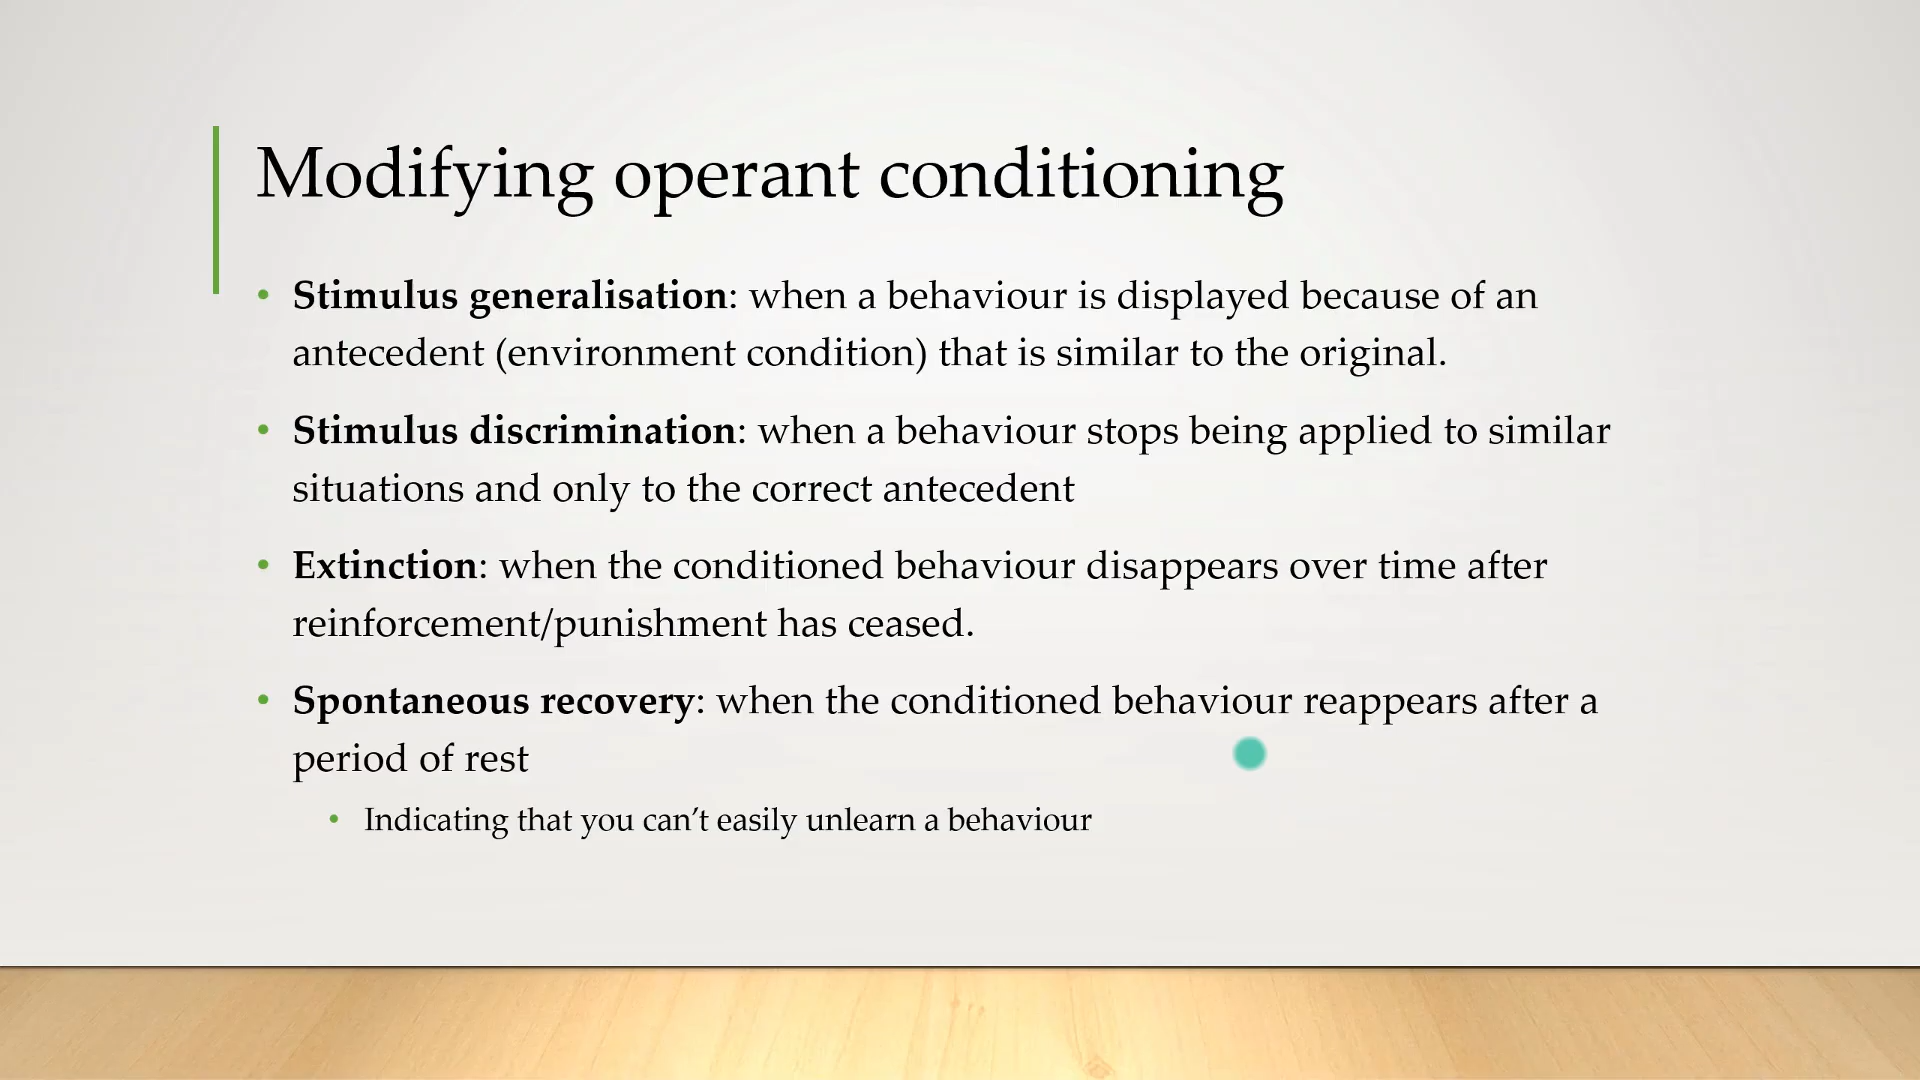 Modifying operant conditioning
• Stimulus generalisation: when a behaviour is displayed because of an
antecedent (environment condition) that is similar to the original.
• Stimulus discrimination: when a behaviour stops being applied to similar
situations and only to the correct antecedent
• Extinction: when the conditioned behaviour disappears over time after
reinforcement/punishment has ceased.
• Spontaneous recovery: when the conditioned behaviour reappears after a
period of rest
• Indicating that you can’t easily unlearn a behaviour